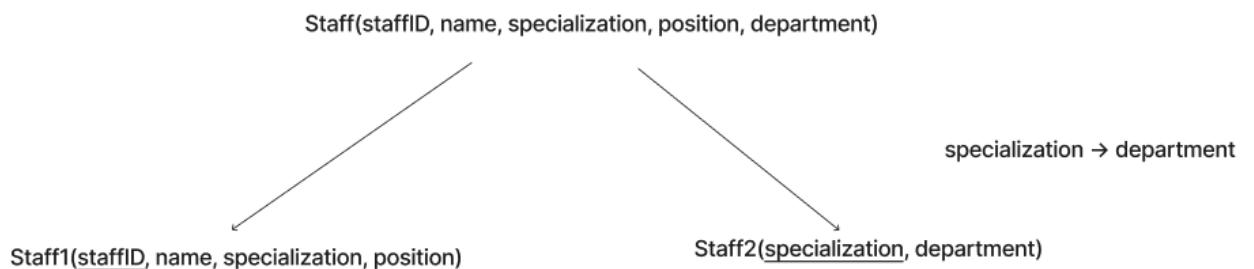 Staff(staffID, name, specialization, position, department)
specialization → department
Staff1(staffID, name, specialization, position)
Staff2(specialization, department)